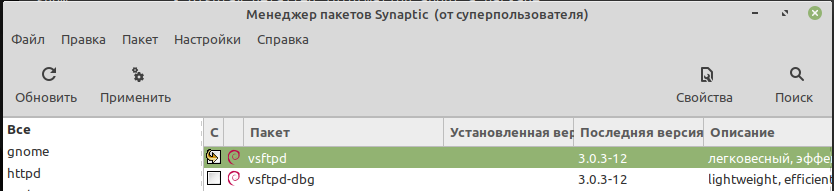 Менеджер пакетов Synaptic (от суперпользователя)
Файл Правка Пакет Настройки Справка
Обновить Применить Свойства Поиск
Все С Пакет Установленная вер Последняя версия Описание
gnome vsftpd 3.0.3-12 легковесный, эффе
httpd vsftpd-dbg 3.0.3-12 lightweight, efficient